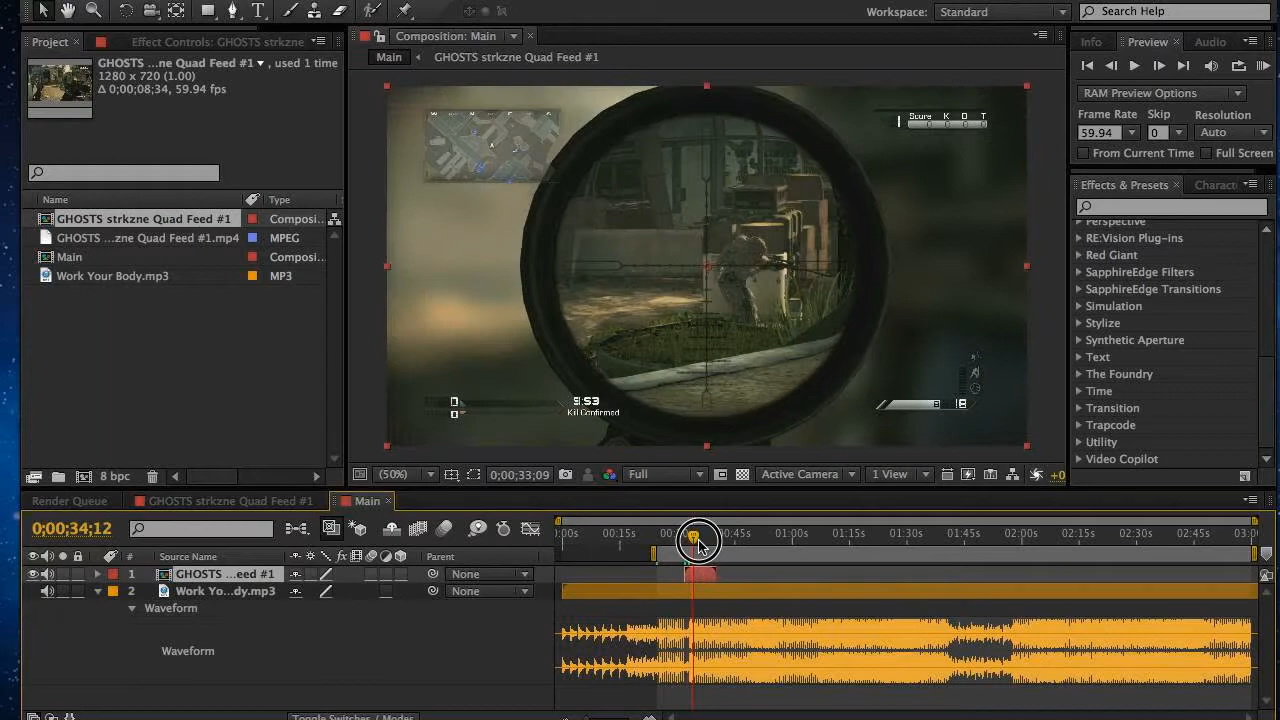 Workspace: Standard
Search Help
Project
Effect Controls: GHOSTS strkzne
Composition: Main
Info
Preview
Audio
Main
GHOSTS strkzne Quad Feed #1
GHOSTS ...ne Quad Feed #1, used 1 time
1280 x 720 (1.00)
Δ 0;00;08;34, 59.94 fps
RAM Preview Options
Frame Rate
Skip
Resolution
59.94
0
Auto
From Current Time
Full Screen
Score K D T
Effects & Presets
Charact
Name
Type
GHOSTS strkzne Quad Feed #1
Composi...
GHOSTS ...zne Quad Feed #1.mp4
MPEG
Main
Composi...
Work Your Body.mp3
MP3
Perspective
RE:Vision Plug-ins
Red Giant
SapphireEdge Filters
SapphireEdge Transitions
Simulation
Stylize
Synthetic Aperture
Text
The Foundry
Time
Transition
Trapcode
Utility
Video Copilot
9:53
Kill Confirmed
8 bpc
(50%)
0;00;33;09
Full
Active Camera
1 View
+0
Render Queue
GHOSTS strkzne Quad Feed #1
Main
0;00;34;12
:00s
00:15s
00:45s
01:00s
01:15s
01:30s
01:45s
02:00s
02:15s
02:30s
02:45s
03:0
#
Source Name
Parent
1
GHOSTS ...eed #1
None
2
Work Yo...dy.mp3
None
Waveform
Waveform
Toggle Switches / Modes